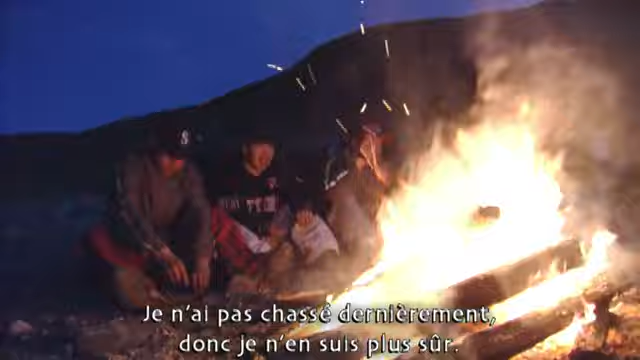 Je n'ai pas chassé dernièrement,
donc je n'en suis plus sûr.